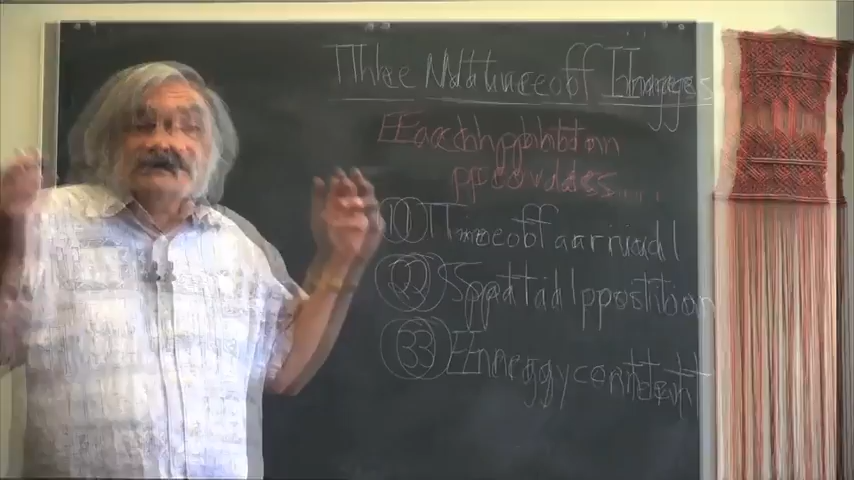 The Nature of Images
Each photon
provides....
1 Time of arrival
2 Spatial position
3 Energy content